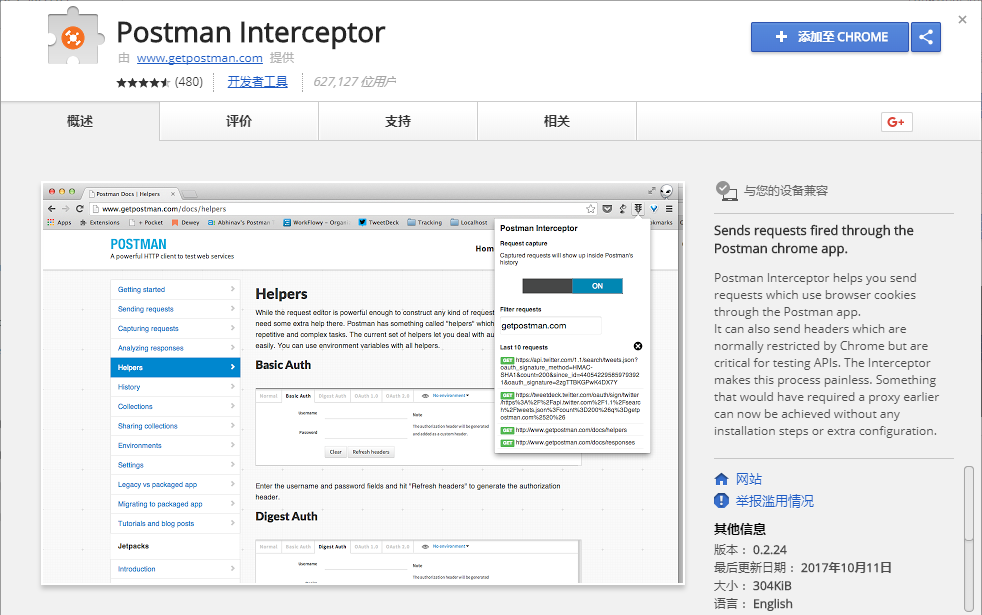 Postman Interceptor
由 www.getpostman.com 提供
(480) 开发者工具 627,127 位用户
添加至 CHROME
概述 评价 支持 相关
G+
Postman Docs | Helpers
www.getpostman.com/docs/helpers
Apps Extensions + Pocket Dewey Abhinav's Postman WorkFlowy - Organi TweetDeck Tracking Localhost
POSTMAN
A powerful HTTP client to test web services
Getting started
Sending requests
Capturing requests
Analyzing responses
Helpers
History
Collections
Sharing collections
Environments
Settings
Legacy vs packaged app
Migrating to packaged app
Tutorials and blog posts
Jetpacks
Introduction
Helpers
While the request editor is powerful enough to construct any kind of request
need some extra help there. Postman has something called "helpers" which
repetitive and complex tasks. The current set of helpers let you deal with
easily. You can use environment variables with all helpers.
Basic Auth
Normal Basic Auth Digest Auth OAuth 1.0 OAuth 2.0 No environment
Username
Password
Note
The authorization header will be generated
and added as a custom header.
Clear Refresh headers
Enter the username and password fields and hit "Refresh headers" to generate the authorization
header.
Digest Auth
Normal Basic Auth Digest Auth OAuth 1.0 OAuth 2.0 No environment
Username
Note
The authorization header will be generated
Postman Interceptor
Request capture
Captured requests will show up inside Postman's
history
ON
Filter requests
getpostman.com
Last 10 requests
GET https://api.twitter.com/1.1/search/tweets.json?
oauth_signature_method=HMAC-
SHA1&count=200&since_id=44054229565979392
1&oauth_signature=2zgTTBKGPwK4DX7Y
GET https://tweetdeck.twitter.com/oauth/sign/twitter
/https%3A%2F%2Fapi.twitter.com%2F1.1%2Fsearc
h%2Ftweets.json%3Fcount%3D200%26q%3Dgetp
ostman.com%2520%26
GET http://www.getpostman.com/docs/helpers
GET http://www.getpostman.com/docs/responses
与您的设备兼容
Sends requests fired through the
Postman chrome app.
Postman Interceptor helps you send
requests which use browser cookies
through the Postman app.
It can also send headers which are
normally restricted by Chrome but are
critical for testing APIs. The Interceptor
makes this process painless. Something
that would have required a proxy earlier
can now be achieved without any
installation steps or extra configuration.
网站
举报滥用情况
其他信息
版本： 0.2.24
最后更新日期： 2017年10月11日
大小： 304KiB
语言： English